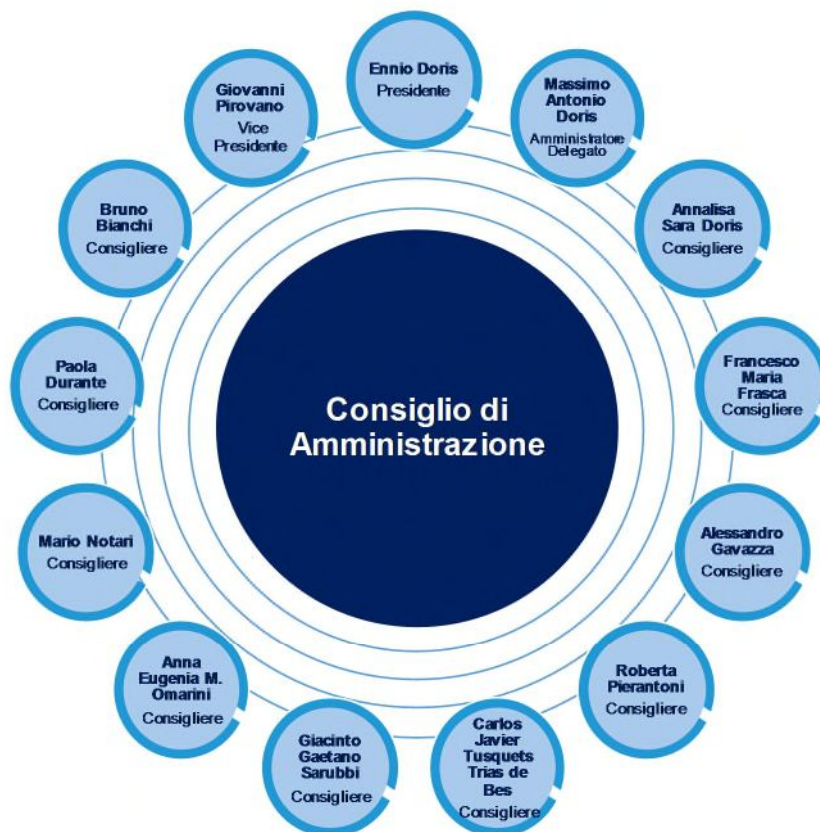 Ennio Doris
Presidente
Massimo
Antonio
Doris
Amministratore
Delegato
Annalisa
Sara Doris
Consigliere
Francesco
Maria
Frasca
Consigliere
Alessandro
Gavazza
Consigliere
Roberta
Pierantoni
Consigliere
Carlos
Javier
Tusquets
Trias de
Bes
Consigliere
Giacinto
Gaetano
Sarubbi
Consigliere
Anna
Eugenia M.
Omarini
Consigliere
Mario Notari
Consigliere
Paola
Durante
Consigliere
Bruno
Bianchi
Consigliere
Giovanni
Pirovano
Vice
Presidente
Consiglio di
Amministrazione